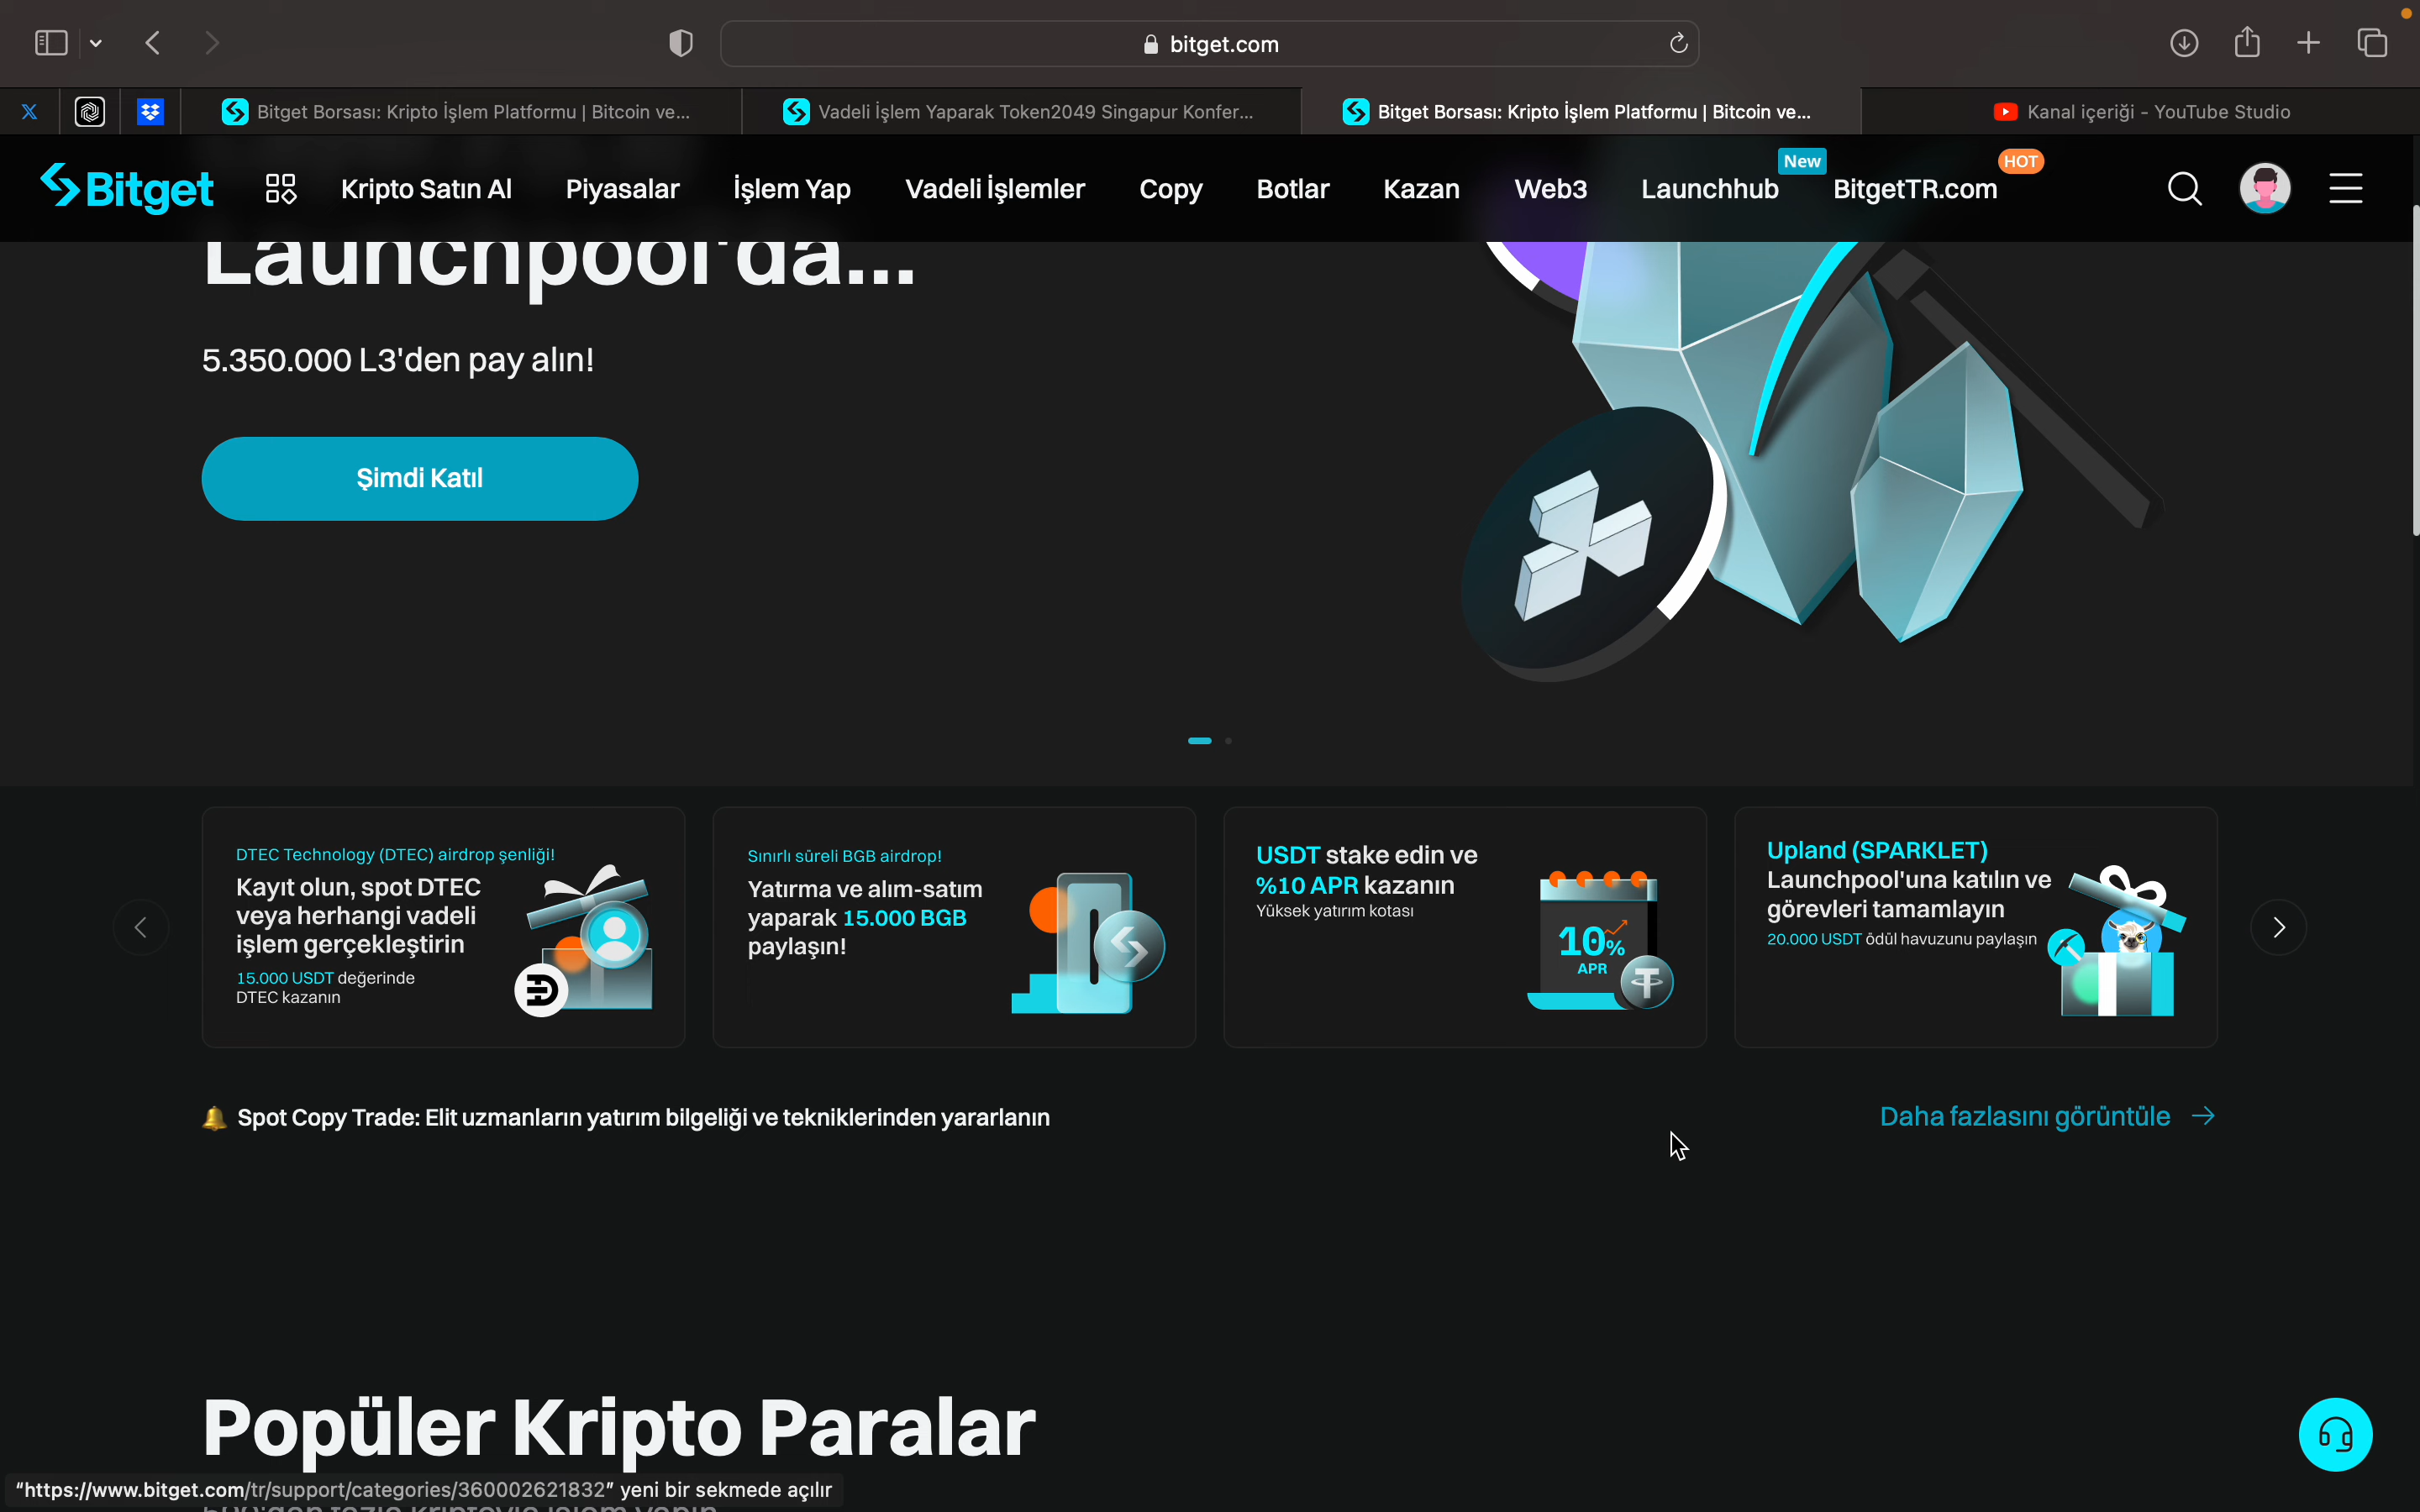 bitget.com
Bitget Borsası: Kripto İşlem Platformu | Bitcoin ve...
Vadeli İşlem Yaparak Token2049 Singapur Konfer...
Bitget Borsası: Kripto İşlem Platformu | Bitcoin ve...
Kanal içeriği - YouTube Studio
Bitget
Kripto Satın Al
Piyasalar
İşlem Yap
Vadeli İşlemler
Copy
Botlar
Kazan
Web3
Launchhub
New
BitgetTR.com
HOT
Launchpool'da...
5.350.000 L3'den pay alın!
Şimdi Katıl
DTEC Technology (DTEC) airdrop şenliği!
Kayıt olun, spot DTEC
veya herhangi vadeli
işlem gerçekleştirin
15.000 USDT değerinde
DTEC kazanın
Sınırlı süreli BGB airdrop!
Yatırma ve alım-satım
yaparak 15.000 BGB
paylaşın!
USDT stake edin ve
%10 APR kazanın
Yüksek yatırım kotası
10%
APR
Upland (SPARKLET)
Launchpool'una katılın ve
görevleri tamamlayın
20.000 USDT ödül havuzunu paylaşın
Spot Copy Trade: Elit uzmanların yatırım bilgeliği ve tekniklerinden yararlanın
Daha fazlasını görüntüle
Popüler Kripto Paralar
“https://www.bitget.com/tr/support/categories/360002621832” yeni bir sekmede açılır